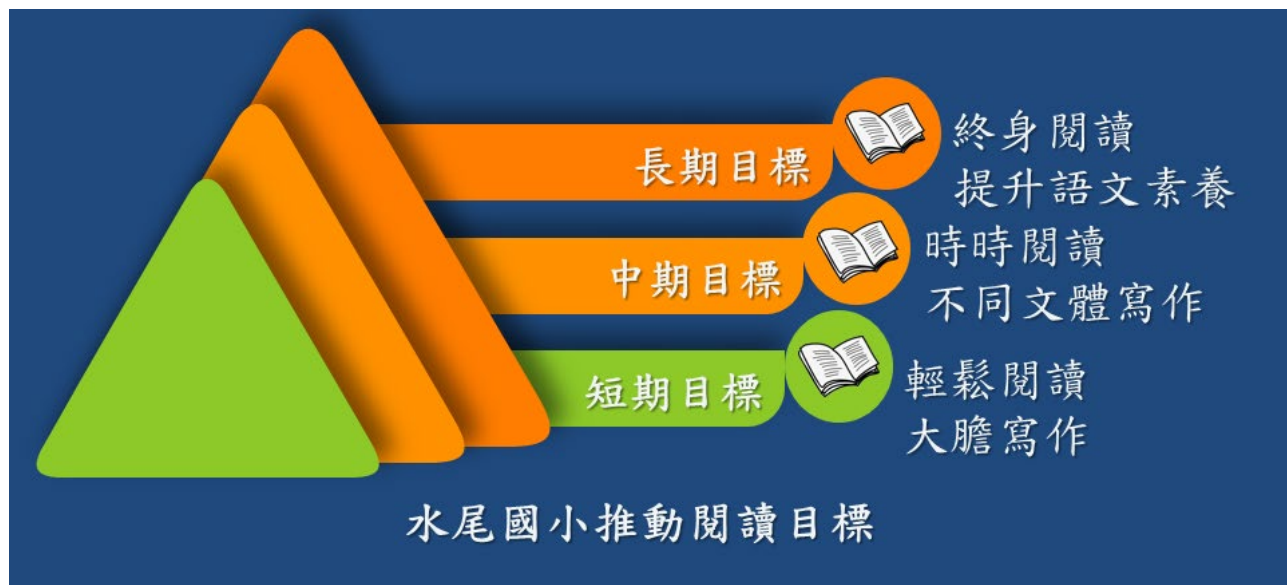 長期目標
終身閱讀
提升語文素養
中期目標
時時閱讀
不同文體寫作
短期目標
輕鬆閱讀
大膽寫作
水尾國小推動閱讀目標